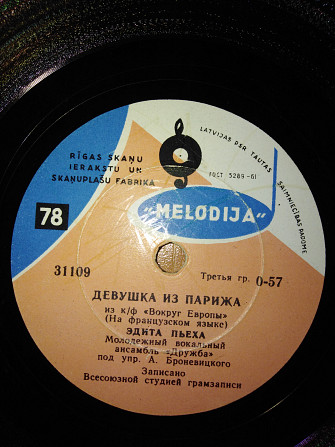 RĪGAS SKAŅU
IERAKSTU UN
SKAŅUPLAŠU FABRIKA
LATVIJAS PSR TAUTAS SAIMNIECĪBAS PADOME
ГОСТ 5289-61
78
"MELODIJA"
31109
Третья гр. 0-57
ДЕВУШКА ИЗ ПАРИЖА
из к/ф «Вокруг Европы»
(На французском языке)
ЭДИТА ПЬЕХА
Молодежный вокальный
ансамбль «Дружба»
под упр. А. Броневицкого
Записано
Всесоюзной студией грамзаписи